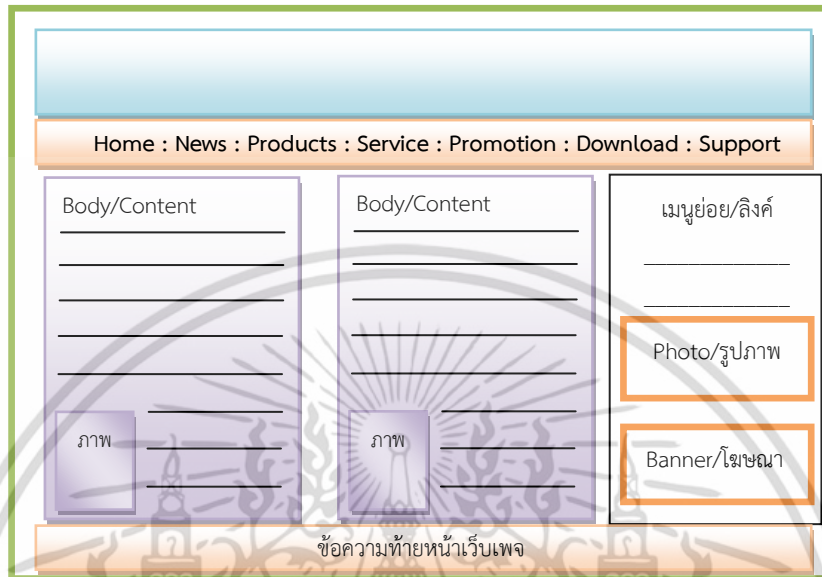 Home : News : Products : Service : Promotion : Download : Support
Body/Content
ภาพ
Body/Content
ภาพ
เมนูย่อย/ลิงค์
Photo/รูปภาพ
Banner/โฆษณา
ข้อความท้ายหน้าเว็บเพจ